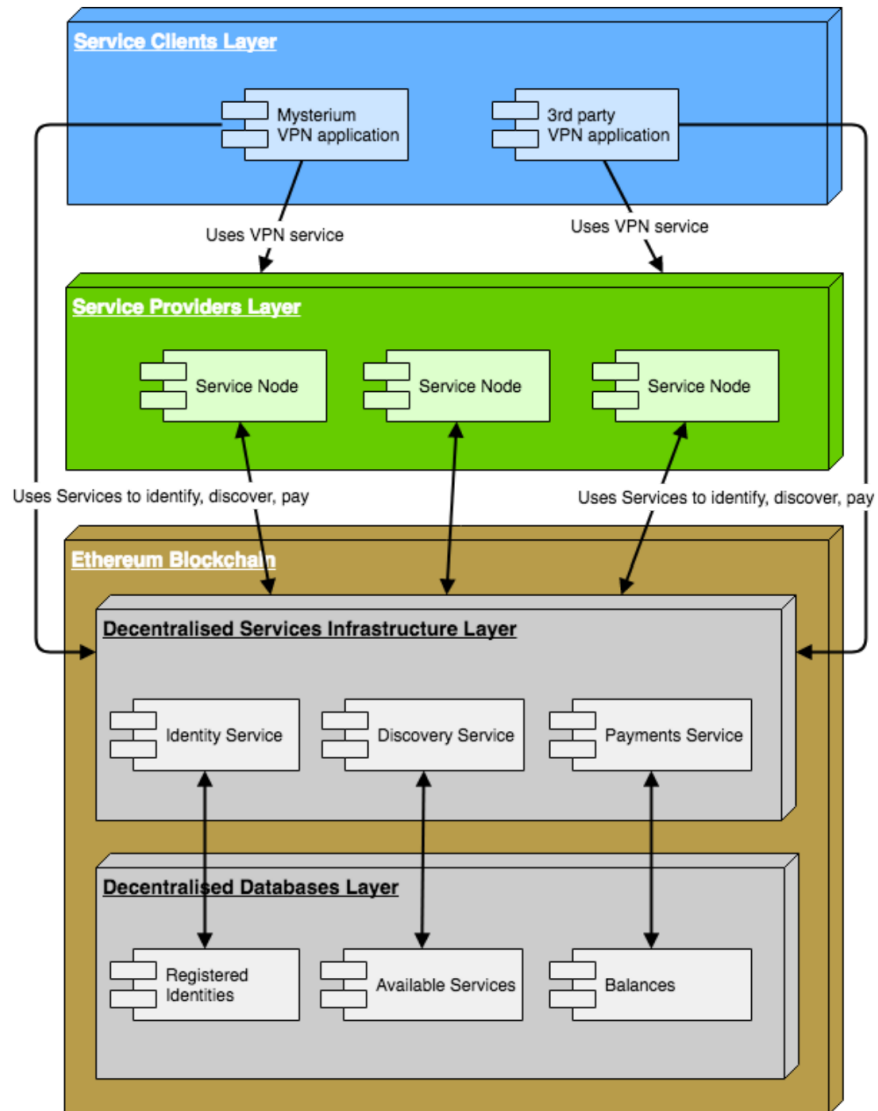 Service Clients Layer
Mysterium
VPN application
3rd party
VPN application
Uses VPN service
Uses VPN service
Service Providers Layer
Service Node
Service Node
Service Node
Uses Services to identify, discover, pay
Uses Services to identify, discover, pay
Ethereum Blockchain
Decentralised Services Infrastructure Layer
Identity Service
Discovery Service
Payments Service
Decentralised Databases Layer
Registered
Identities
Available Services
Balances